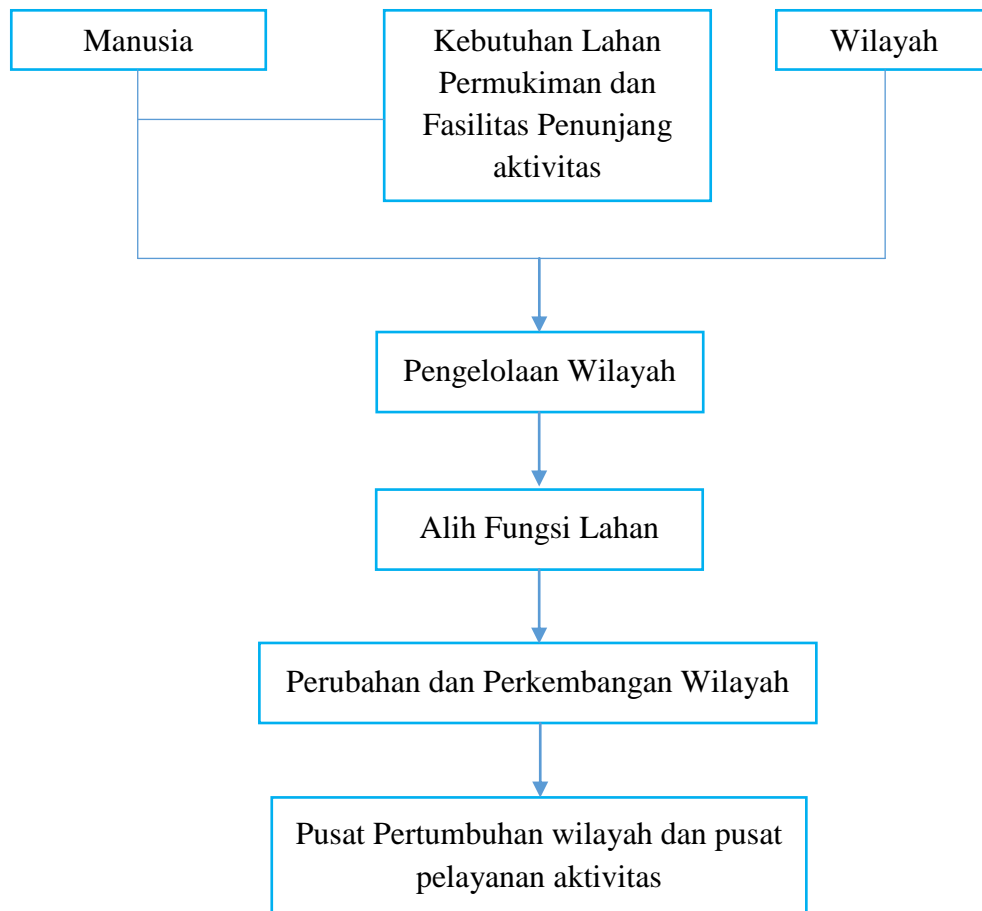 Manusia
Kebutuhan Lahan
Permukiman dan
Fasilitas Penunjang
aktivitas
Wilayah
Pengelolaan Wilayah
Alih Fungsi Lahan
Perubahan dan Perkembangan Wilayah
Pusat Pertumbuhan wilayah dan pusat
pelayanan aktivitas